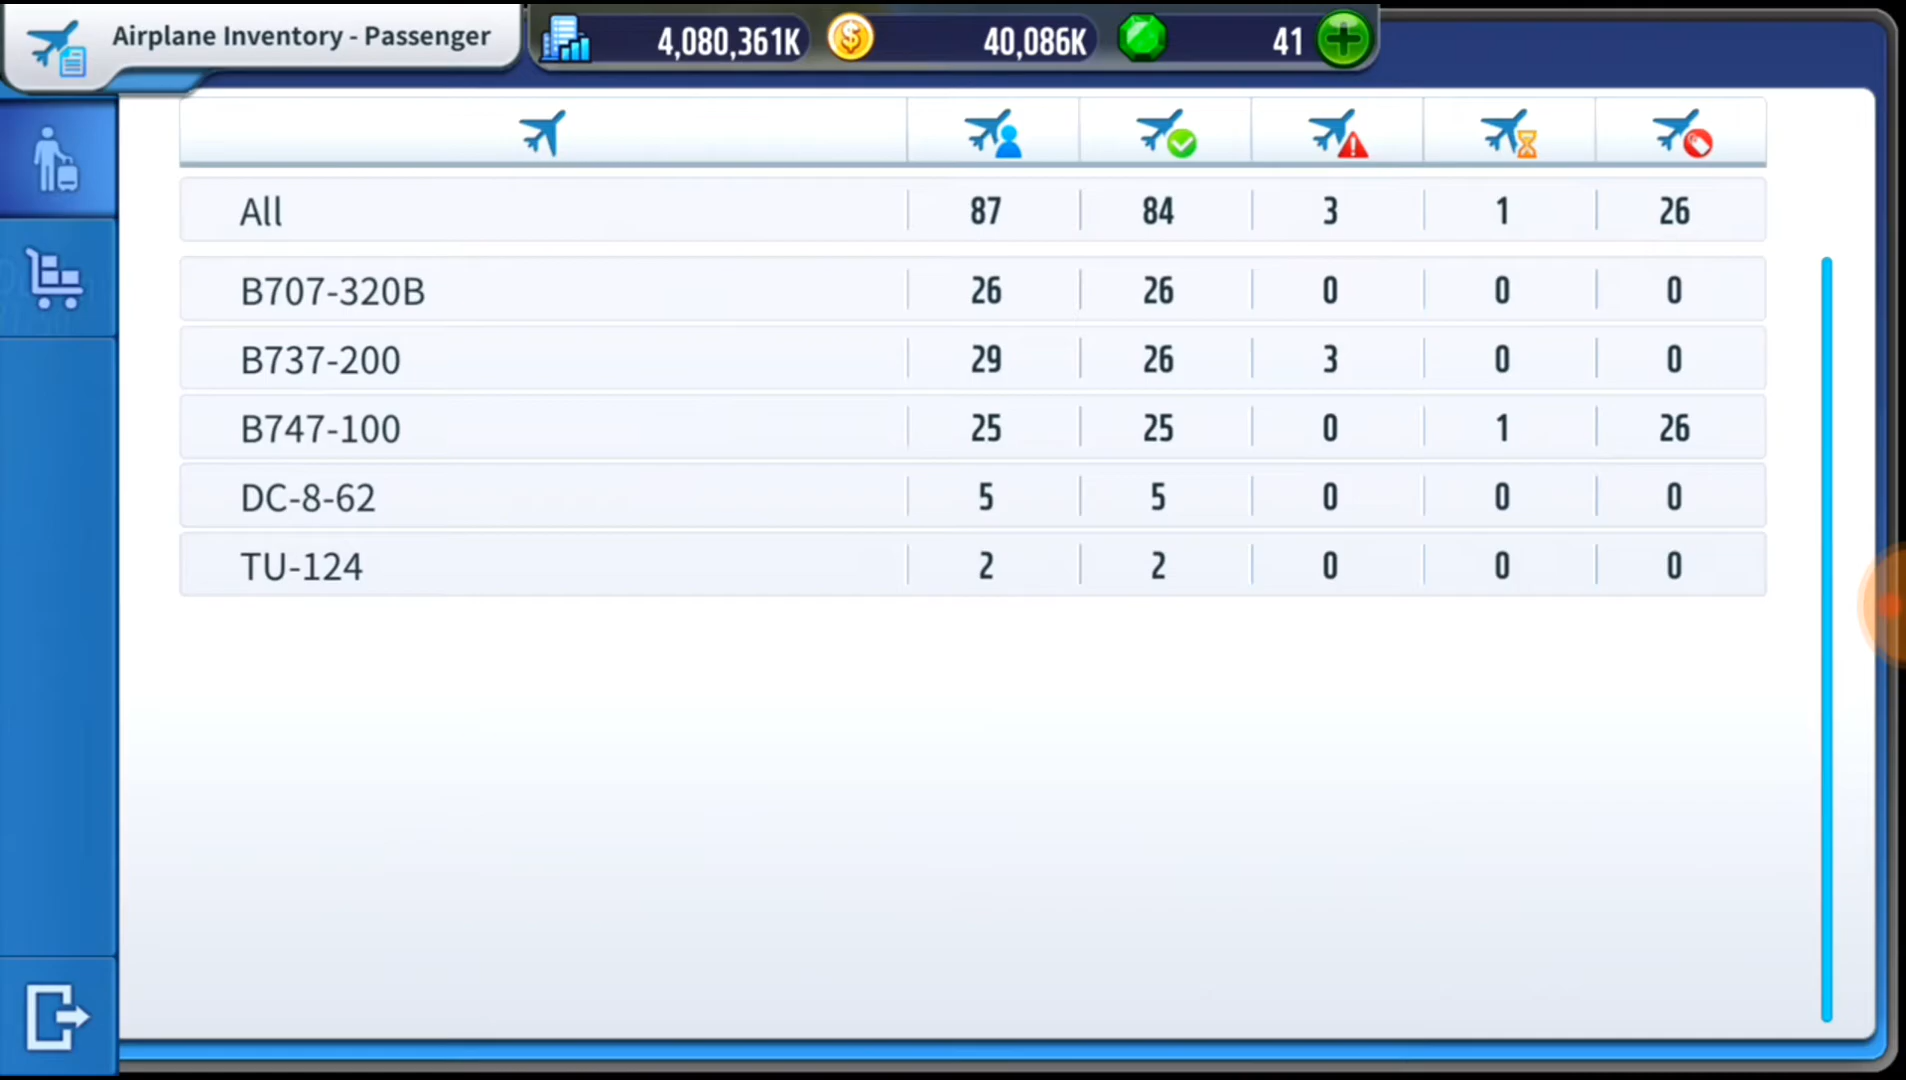 Airplane Inventory - Passenger
4,080,361K 40,086K 41
All 87 84 3 1 26
B707-320B 26 26 0 0 0
B737-200 29 26 3 0 0
B747-100 25 25 0 1 26
DC-8-62 5 5 0 0 0
TU-124 2 2 0 0 0